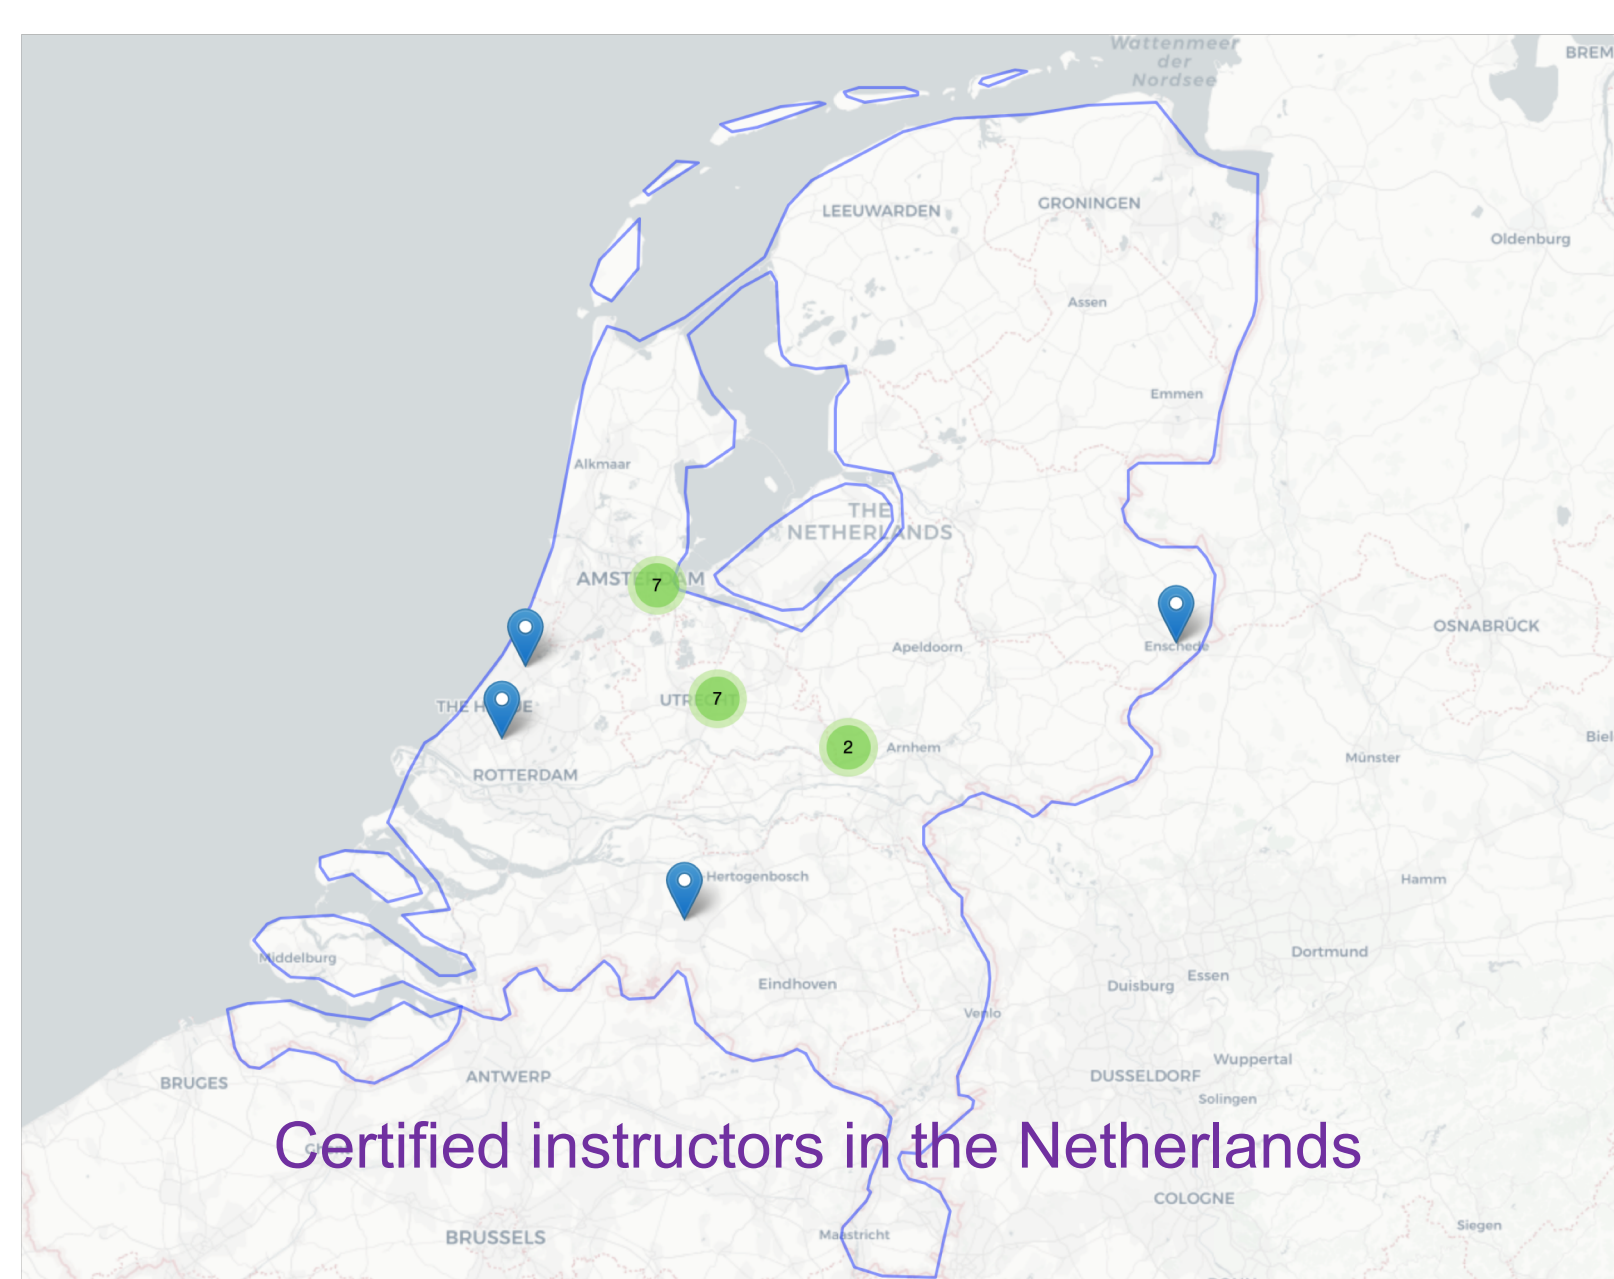 Wattenmeer
der
Nordsee
BREM
LEEUWARDEN
GRONINGEN
Oldenburg
Assen
Emmen
Alkmaar
THE
NETHERLANDS
AMSTERDAM
7
Apeldoorn
Enschede
OSNABRÜCK
THE H
E
UTRECHT
7
2
Arnhem
Biel
Münster
ROTTERDAM
Hertogenbosch
Hamm
Middelburg
Dortmund
Eindhoven
Duisburg
Essen
Venlo
BRUGES
ANTWERP
DUSSELDORF
Wuppertal
Solingen
Certified instructors in the Netherlands
COLOGNE
BRUSSELS
Maastricht
Siegen